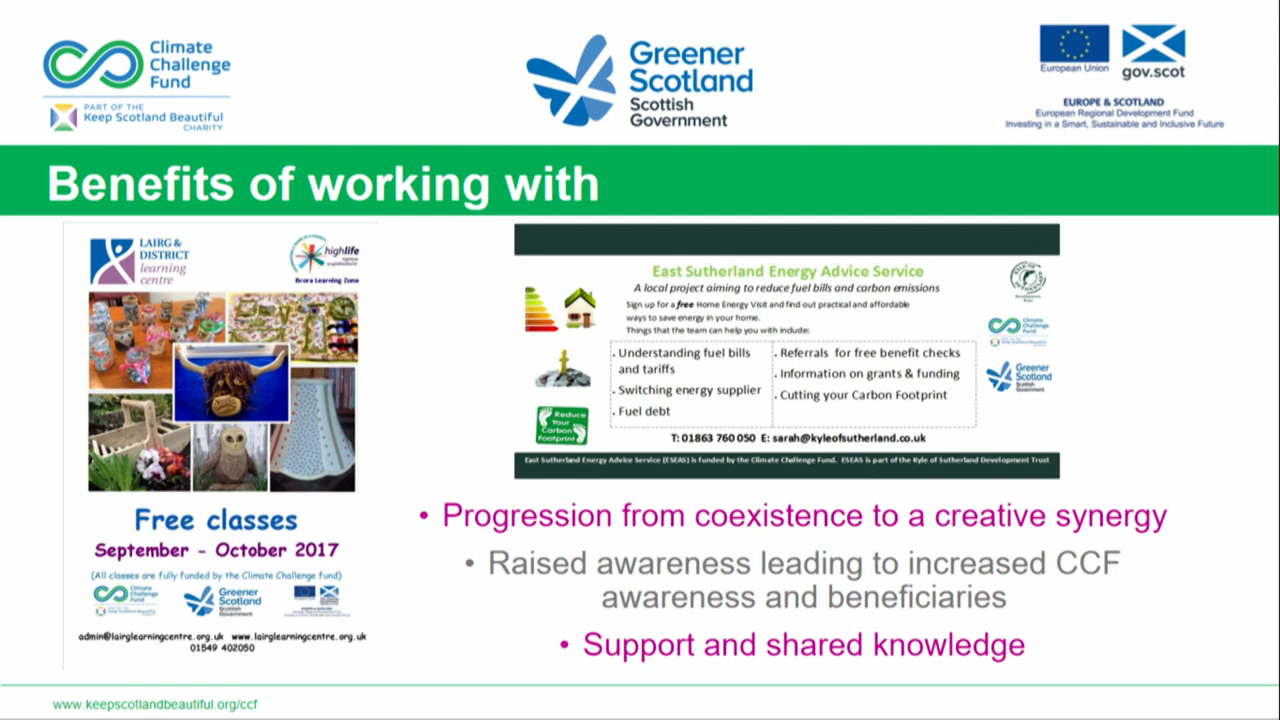 Climate
Challenge
Fund
PART OF THE
Keep Scotland Beautiful
CHARITY
Greener
Scotland
Scottish
Government
European Union
gov.scot
EUROPE & SCOTLAND
European Regional Development Fund
Investing in a Smart, Sustainable and Inclusive Future
Benefits of working with
LAIRG &
DISTRICT
learning
centre
highlife
Brora Learning Zone
Free classes
September - October 2017
(All classes are fully funded by the Climate Challenge fund)
Climate
Challenge
Fund
Greener
Scotland
Scottish
Government
admin@lairglearningcentre.org.uk www.lairglearningcentre.org.uk
01549 402050
East Sutherland Energy Advice Service
A local project aiming to reduce fuel bills and carbon emissions
Sign up for a free Home Energy Visit and find out practical and affordable
ways to save energy in your home.
Things that the team can help you with include:
. Understanding fuel bills
and tariffs
. Switching energy supplier
. Fuel debt
. Referrals for free benefit checks
. Information on grants & funding
. Cutting your Carbon Footprint
Reduce
Your
Carbon
Footprint
Climate
Challenge
Fund
Greener
Scotland
Scottish
Government
T: 01863 760 050 E: sarah@kyleofsutherland.co.uk
East Sutherland Energy Advice Service (ESEAS) is funded by the Climate Challenge Fund. ESEAS is part of the Kyle of Sutherland Development Trust
• Progression from coexistence to a creative synergy
• Raised awareness leading to increased CCF
awareness and beneficiaries
• Support and shared knowledge
www.keepscotlandbeautiful.org/ccf